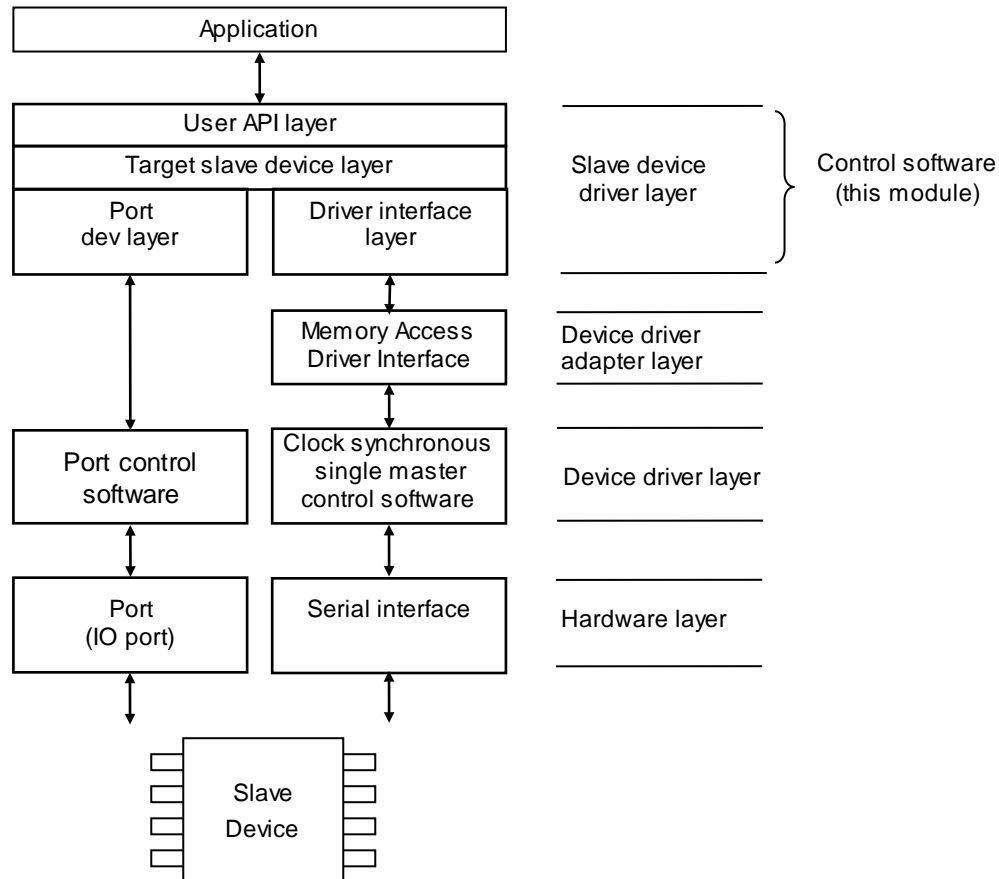 Application
User API layer
Target slave device layer
Port
dev layer
Driver interface
layer
Slave device
driver layer
Control software
(this module)
Memory Access
Driver Interface
Device driver
adapter layer
Port control
software
Clock synchronous
single master
control software
Device driver layer
Port
(IO port)
Serial interface
Hardware layer
Slave
Device